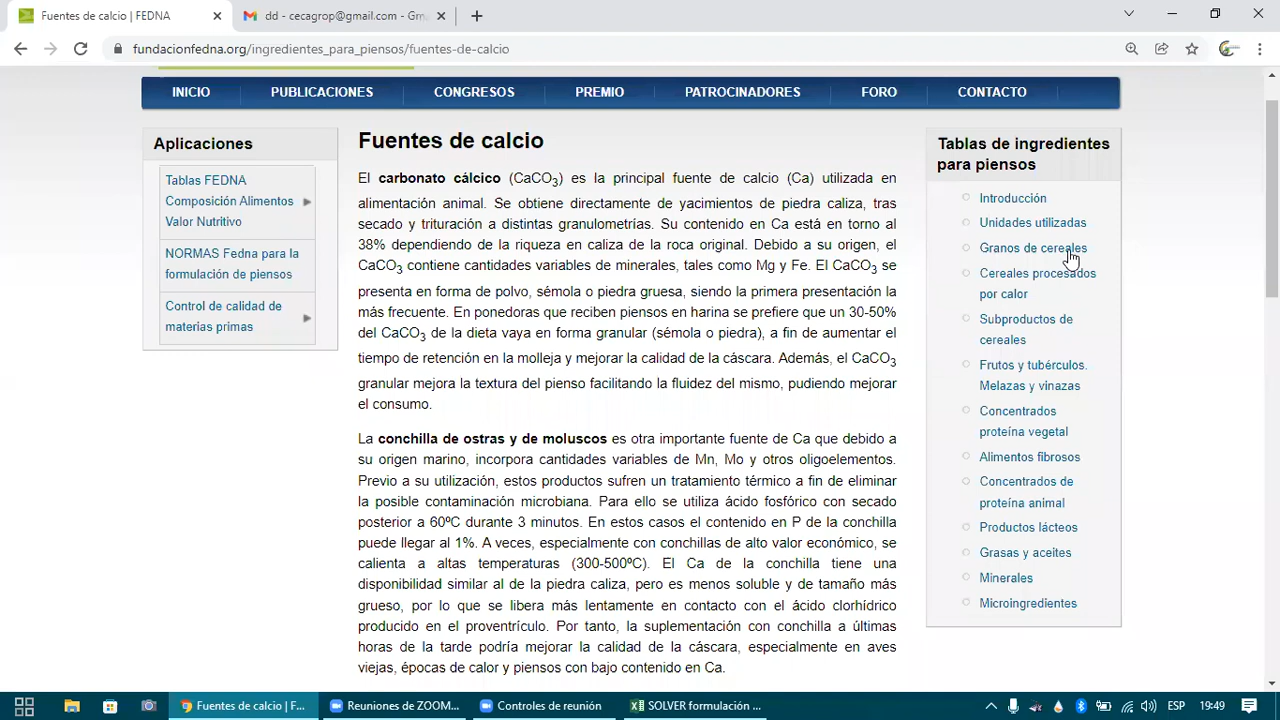 Fuentes de calcio | FEDNA
dd - cecagrop@gmail.com - Gm
fundacionfedna.org/ingredientes_para_piensos/fuentes-de-calcio
INICIO PUBLICACIONES CONGRESOS PREMIO PATROCINADORES FORO CONTACTO
Aplicaciones
Tablas FEDNA
Composición Alimentos
Valor Nutritivo
NORMAS Fedna para la
formulación de piensos
Control de calidad de
materias primas
Fuentes de calcio
El carbonato cálcico (CaCO3) es la principal fuente de calcio (Ca) utilizada en
alimentación animal. Se obtiene directamente de yacimientos de piedra caliza, tras
secado y trituración a distintas granulometrías. Su contenido en Ca está en torno al
38% dependiendo de la riqueza en caliza de la roca original. Debido a su origen, el
CaCO3 contiene cantidades variables de minerales, tales como Mg y Fe. El CaCO3 se
presenta en forma de polvo, sémola o piedra gruesa, siendo la primera presentación la
más frecuente. En ponedoras que reciben piensos en harina se prefiere que un 30-50%
del CaCO3 de la dieta vaya en forma granular (sémola o piedra), a fin de aumentar el
tiempo de retención en la molleja y mejorar la calidad de la cáscara. Además, el CaCO3
granular mejora la textura del pienso facilitando la fluidez del mismo, pudiendo mejorar
el consumo.
La conchilla de ostras y de moluscos es otra importante fuente de Ca que debido a
su origen marino, incorpora cantidades variables de Mn, Mo y otros oligoelementos.
Previo a su utilización, estos productos sufren un tratamiento térmico a fin de eliminar
la posible contaminación microbiana. Para ello se utiliza ácido fosfórico con secado
posterior a 60ºC durante 3 minutos. En estos casos el contenido en P de la conchilla
puede llegar al 1%. A veces, especialmente con conchillas de alto valor económico, se
calienta a altas temperaturas (300-500ºC). El Ca de la conchilla tiene una
disponibilidad similar al de la piedra caliza, pero es menos soluble y de tamaño más
grueso, por lo que se libera más lentamente en contacto con el ácido clorhídrico
producido en el proventrículo. Por tanto, la suplementación con conchilla a últimas
horas de la tarde podría mejorar la calidad de la cáscara, especialmente en aves
viejas, épocas de calor y piensos con bajo contenido en Ca.
Tablas de ingredientes
para piensos
Introducción
Unidades utilizadas
Granos de cereales
Cereales procesados
por calor
Subproductos de
cereales
Frutos y tubérculos.
Melazas y vinazas
Concentrados
proteína vegetal
Alimentos fibrosos
Concentrados de
proteína animal
Productos lácteos
Grasas y aceites
Minerales
Microingredientes
Fuentes de calcio | F...
Reuniones de ZOOM...
Controles de reunión
SOLVER formulación ...
ESP
19:49